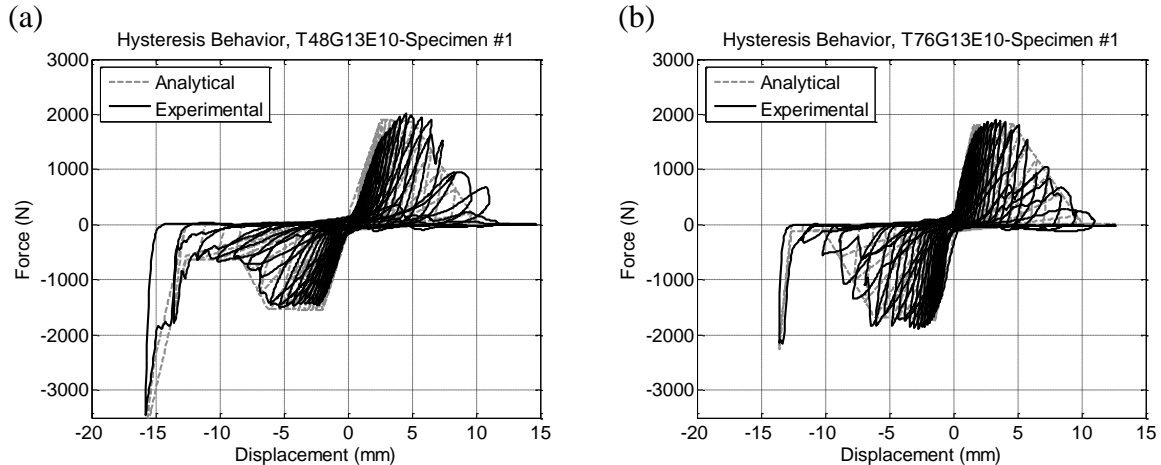 (a)
Hysteresis Behavior, T48G13E10-Specimen #1
3000
2000
1000
0
-1000
-2000
-3000
Force (N)
Analytical
Experimental
-20 -15 -10 -5 0 5 10 15
Displacement (mm)
(b)
Hysteresis Behavior, T76G13E10-Specimen #1
3000
2000
1000
0
-1000
-2000
-3000
Force (N)
Analytical
Experimental
-20 -15 -10 -5 0 5 10 15
Displacement (mm)